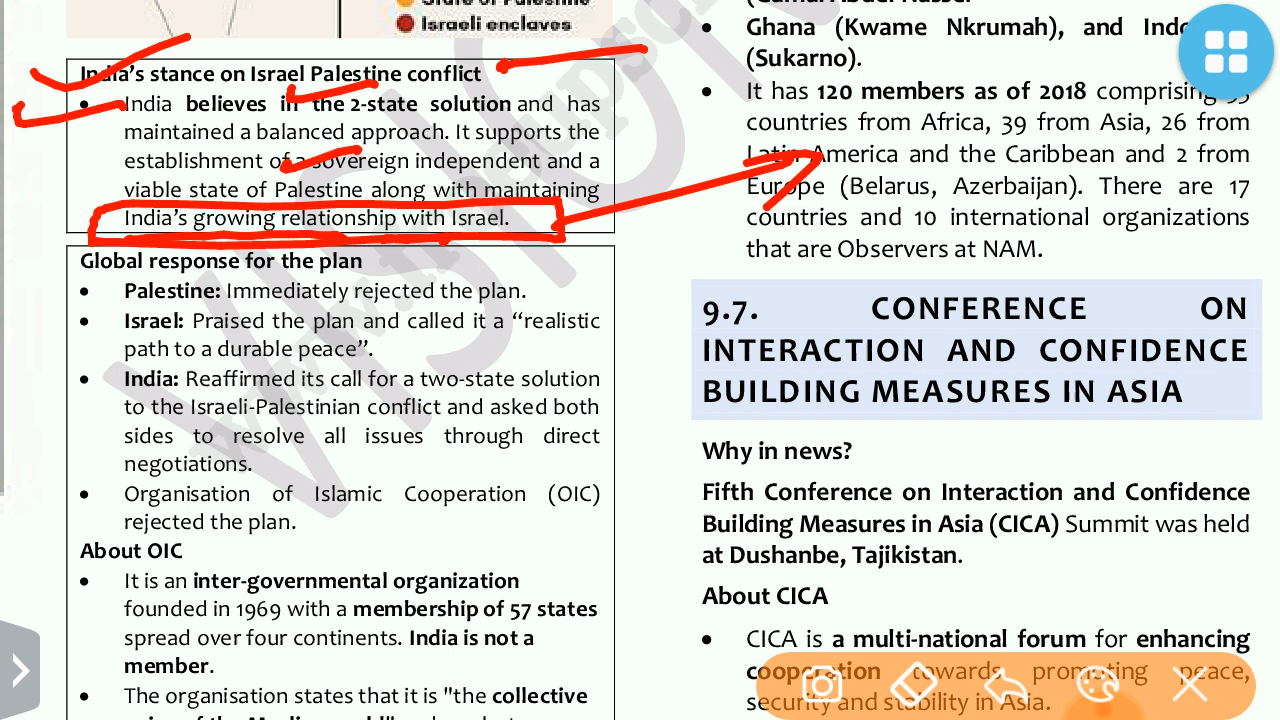 State of Palestine
Israeli enclaves
India's stance on Israel Palestine conflict
• India believes in the 2-state solution and has
maintained a balanced approach. It supports the
establishment of a sovereign independent and a
viable state of Palestine along with maintaining
India's growing relationship with Israel.
Global response for the plan
• Palestine: Immediately rejected the plan.
• Israel: Praised the plan and called it a “realistic
path to a durable peace”.
• India: Reaffirmed its call for a two-state solution
to the Israeli-Palestinian conflict and asked both
sides to resolve all issues through direct
negotiations.
• Organisation of Islamic Cooperation (OIC)
rejected the plan.
About OIC
• It is an inter-governmental organization
founded in 1969 with a membership of 57 states
spread over four continents. India is not a
member.
• The organisation states that it is "the collective
• Ghana (Kwame Nkrumah), and
(Sukarno).
• It has 120 members as of 2018 comprising
countries from Africa, 39 from Asia, 26 from
Latin America and the Caribbean and 2 from
Europe (Belarus, Azerbaijan). There are 17
countries and 10 international organizations
that are Observers at NAM.
9.7. CONFERENCE ON
INTERACTION AND CONFIDENCE
BUILDING MEASURES IN ASIA
Why in news?
Fifth Conference on Interaction and Confidence
Building Measures in Asia (CICA) Summit was held
at Dushanbe, Tajikistan.
About CICA
• CICA is a multi-national forum for enhancing
cooperation towards promoting peace,
security and stability in Asia.